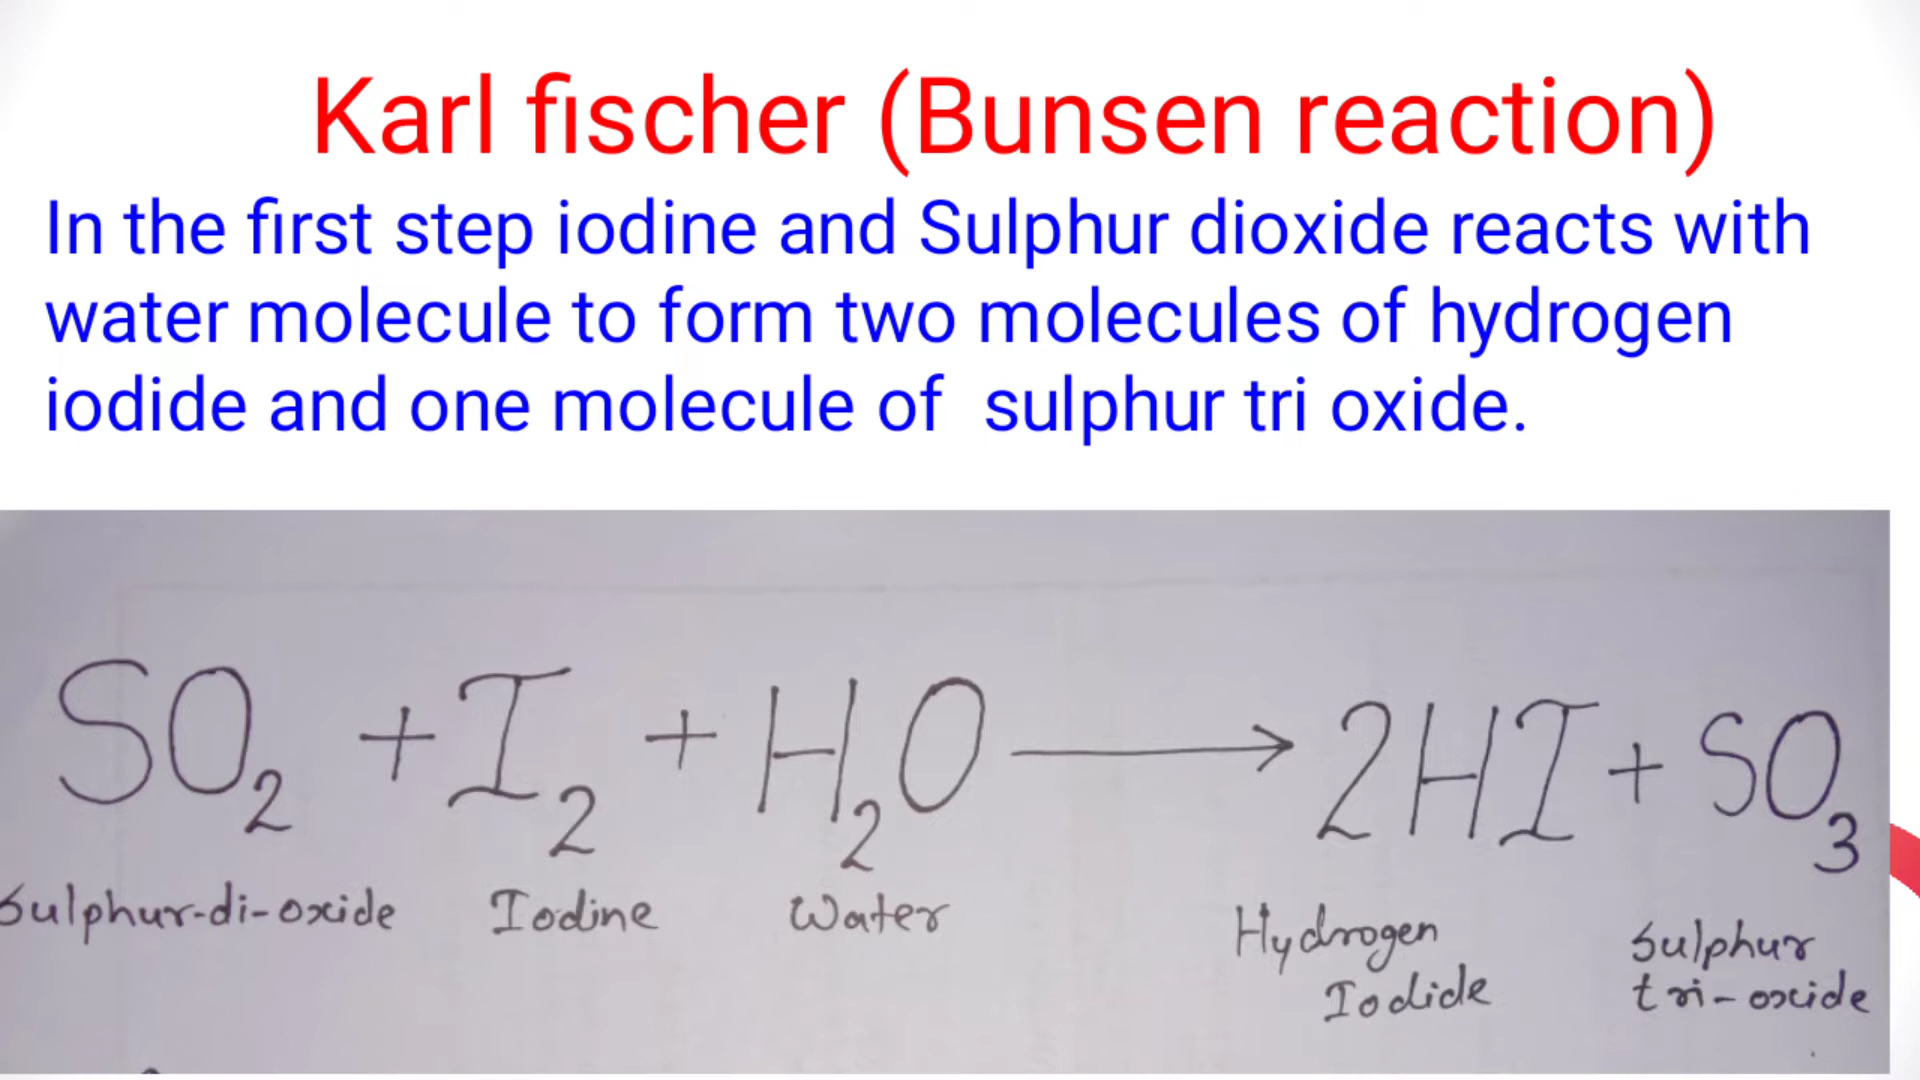 Karl fischer (Bunsen reaction)
In the first step iodine and Sulphur dioxide reacts with
water molecule to form two molecules of hydrogen
iodide and one molecule of sulphur tri oxide.
SO₂ + I₂ + H₂O ⟶ 2HI + SO₃
Sulphur-di-oxide Iodine Water Hydrogen Iodide Sulphur tri-oxide